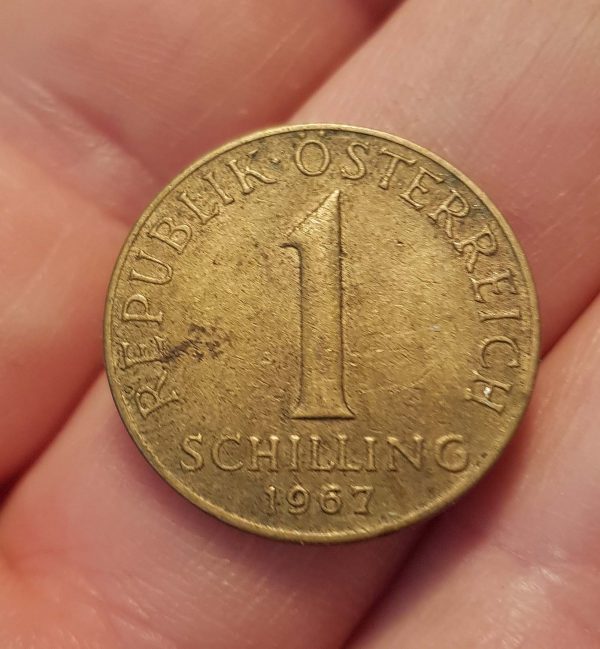 REPUBLIK·ÖSTERREICH
1
SCHILLING
1967